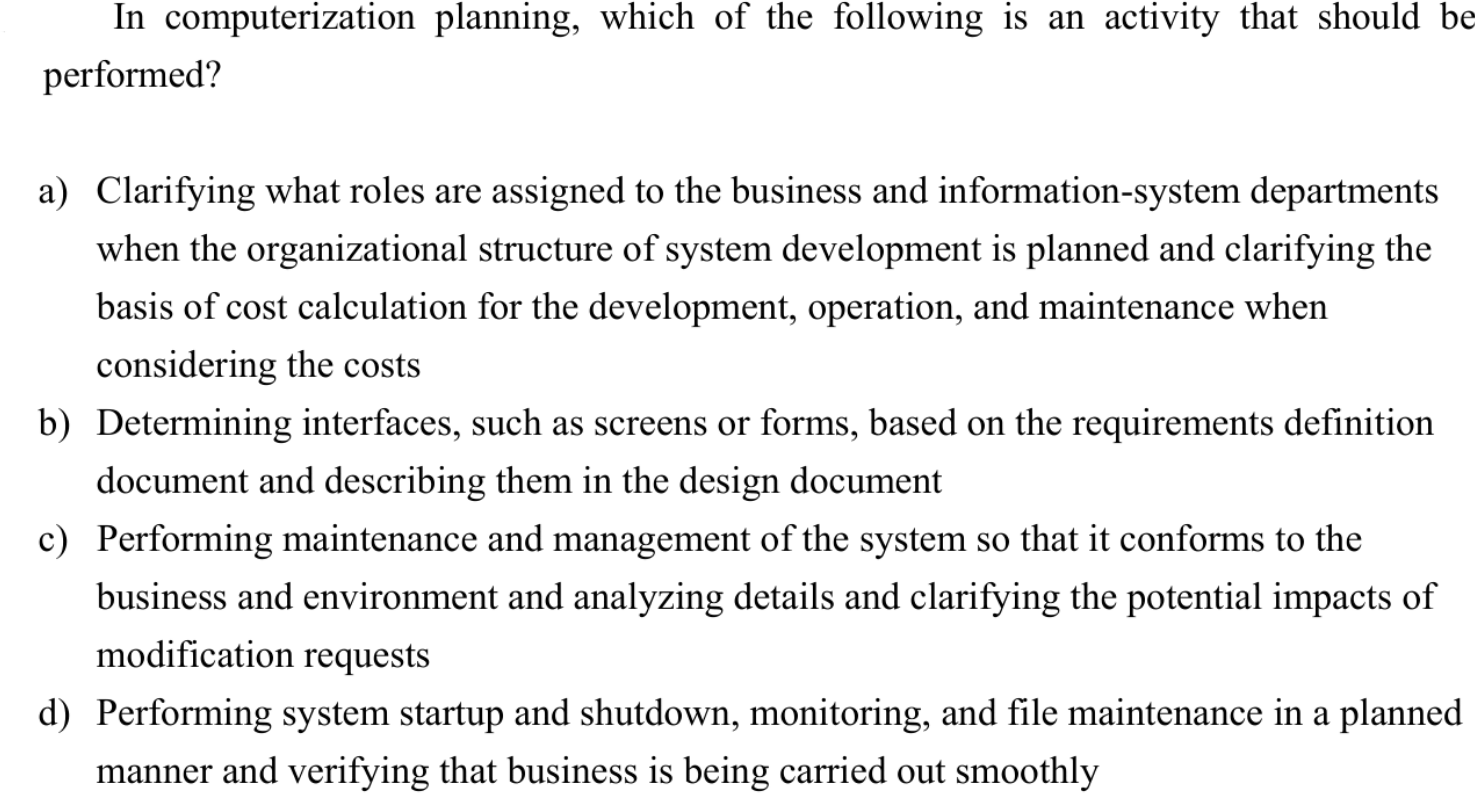 In computerization planning, which of the following is an activity that should be
performed?
a) Clarifying what roles are assigned to the business and information-system departments
when the organizational structure of system development is planned and clarifying the
basis of cost calculation for the development, operation, and maintenance when
considering the costs
b) Determining interfaces, such as screens or forms, based on the requirements definition
document and describing them in the design document
c) Performing maintenance and management of the system so that it conforms to the
business and environment and analyzing details and clarifying the potential impacts of
modification requests
d) Performing system startup and shutdown, monitoring, and file maintenance in a planned
manner and verifying that business is being carried out smoothly